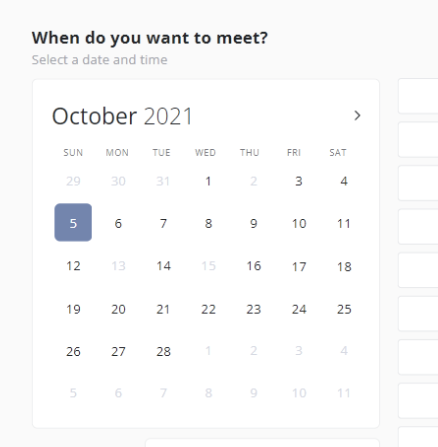 When do you want to meet?
Select a date and time
October 2021 >
SUN MON TUE WED THU FRI SAT
29 30 31 1 2 3 4
5 6 7 8 9 10 11
12 13 14 15 16 17 18
19 20 21 22 23 24 25
26 27 28 1 2 3 4
5 6 7 8 9 10 11